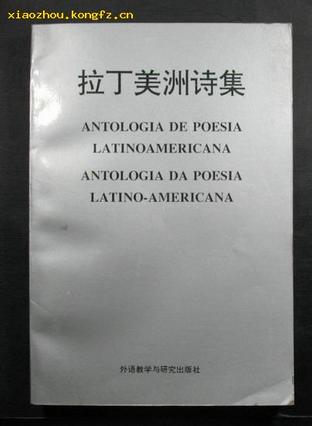 xiaozhou.kongfz.cn
拉丁美洲诗集
ANTOLOGIA DE POESIA
LATINOAMERICANA
ANTOLOGIA DA POESIA
LATINO-AMERICANA
外语教学与研究出版社